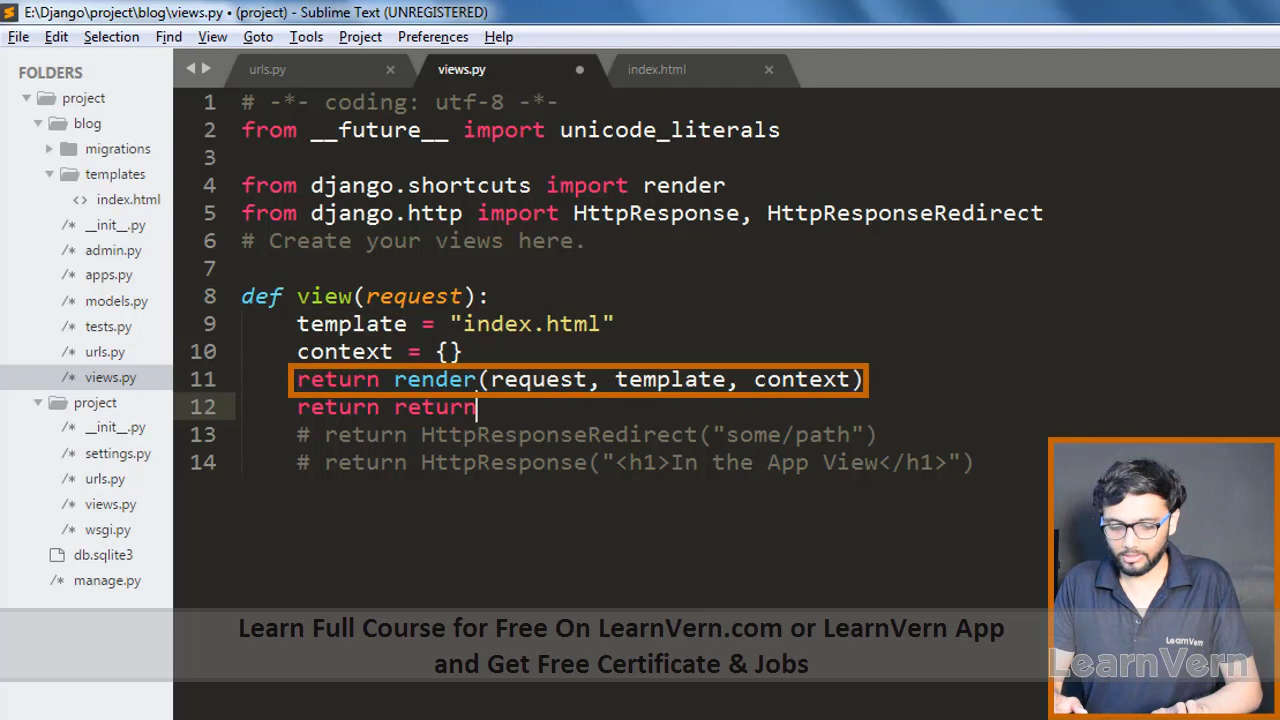 E:\Django\project\blog\views.py • (project) - Sublime Text (UNREGISTERED)
File Edit Selection Find View Goto Tools Project Preferences Help
FOLDERS
project
blog
migrations
templates
<> index.html
/* __init__.py
/* admin.py
/* apps.py
/* models.py
/* tests.py
/* urls.py
/* views.py
project
/* __init__.py
/* settings.py
/* urls.py
/* views.py
/* wsgi.py
db.sqlite3
/* manage.py
urls.py × views.py • index.html ×
1 # -*- coding: utf-8 -*-
2 from __future__ import unicode_literals
3
4 from django.shortcuts import render
5 from django.http import HttpResponse, HttpResponseRedirect
6 # Create your views here.
7
8 def view(request):
9 template = "index.html"
10 context = {}
11 return render(request, template, context)
12 return return
13 # return HttpResponseRedirect("some/path")
14 # return HttpResponse("<h1>In the App View</h1>")
Learn Full Course for Free On LearnVern.com or LearnVern App
and Get Free Certificate & Jobs
LearnVern
LearnVern